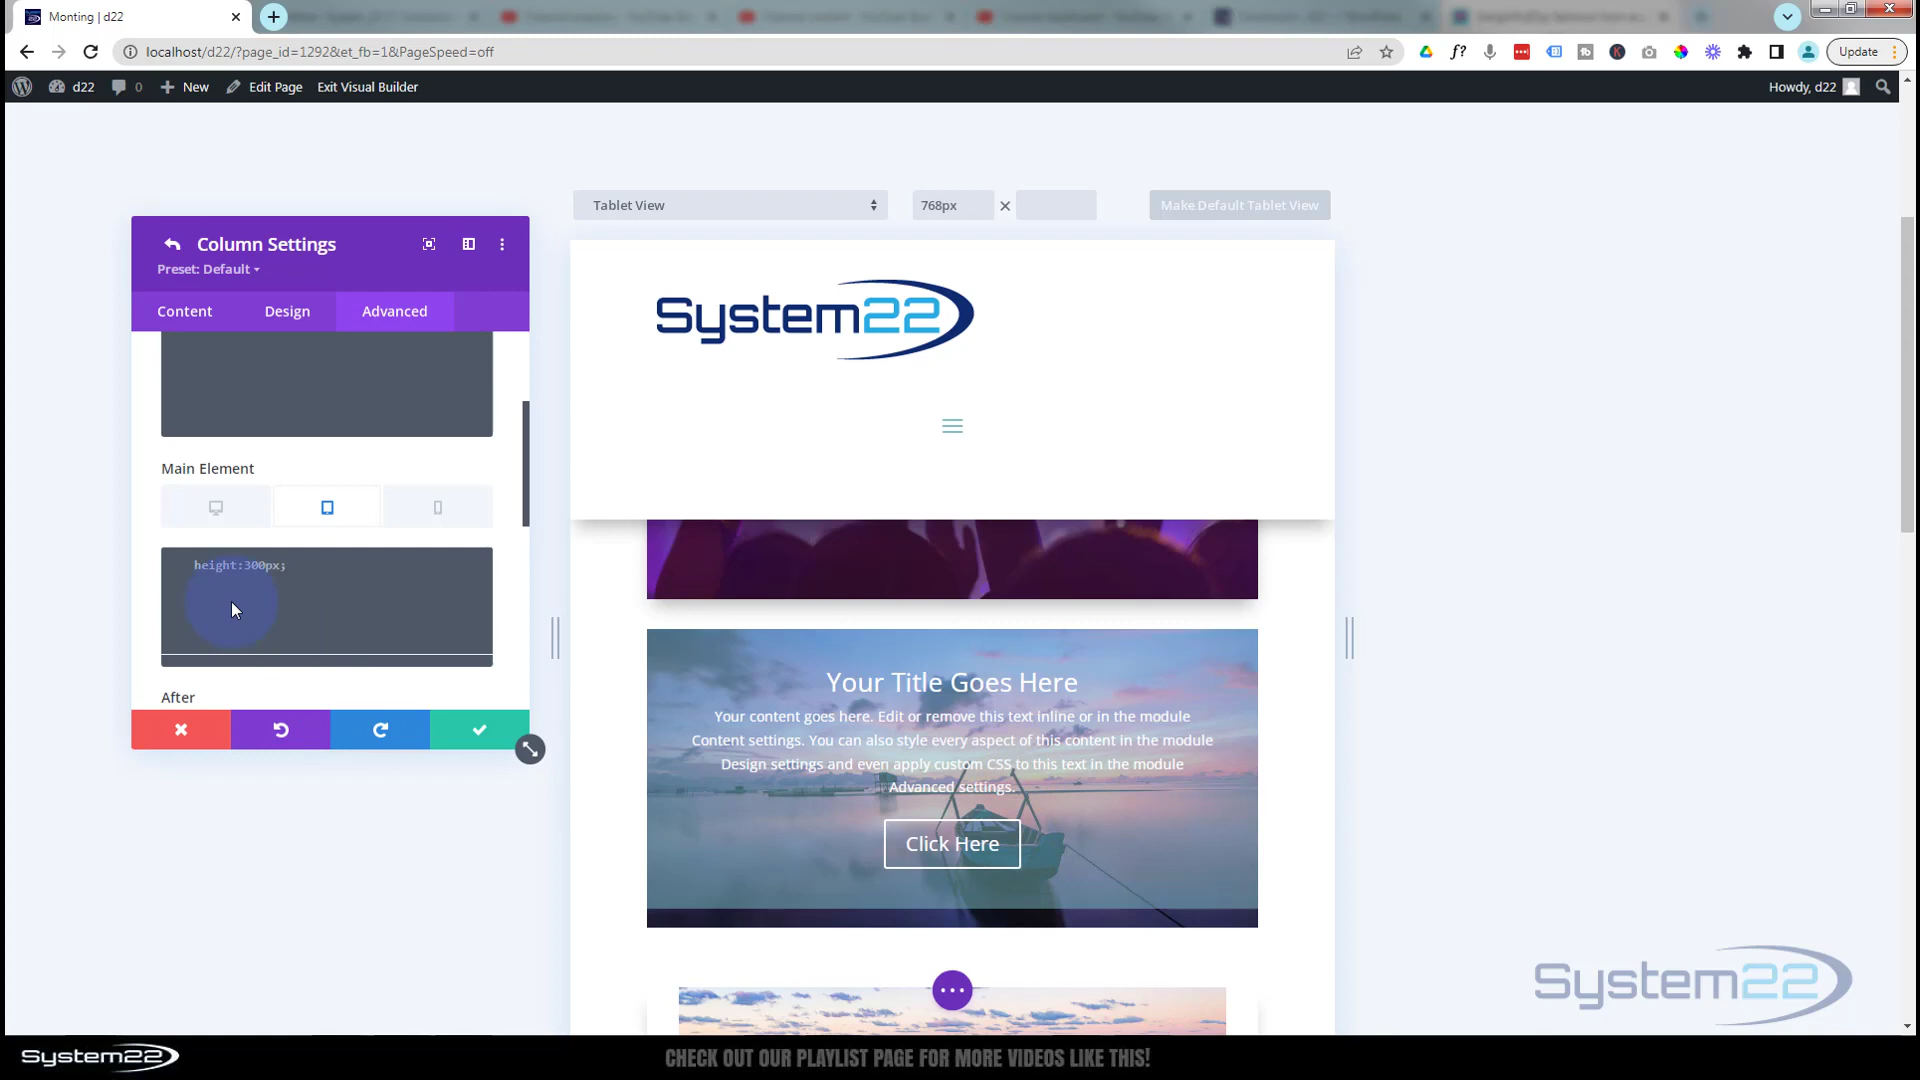 Monting | d22
localhost/d22/?page_id=1292&et_fb=1&PageSpeed=off
Update
d22
0
New
Edit Page
Exit Visual Builder
Howdy, d22
Tablet View
768px
Make Default Tablet View
Column Settings
Preset: Default
Content
Design
Advanced
System22
Main Element
height:300px;
After
Your Title Goes Here
Your content goes here. Edit or remove this text inline or in the module
Content settings. You can also style every aspect of this content in the module
Design settings and even apply custom CSS to this text in the module
Advanced settings.
Click Here
System22
System22
CHECK OUT OUR PLAYLIST PAGE FOR MORE VIDEOS LIKE THIS!